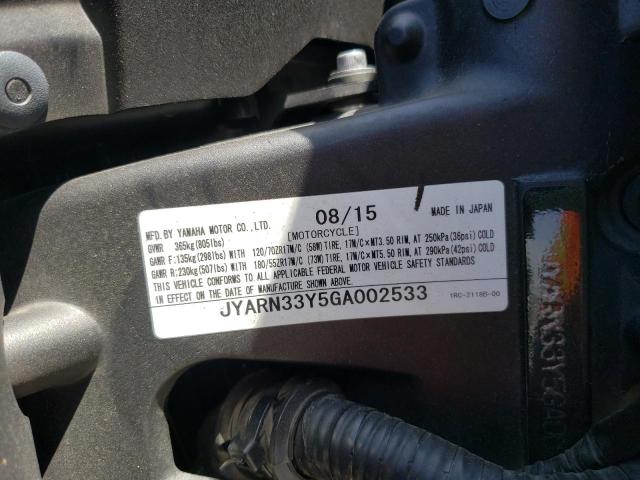 MFD. BY YAMAHA MOTOR CO., LTD. 08/15 MADE IN JAPAN
GVWR 365kg(805lbs) [MOTORCYCLE]
GAWR F:135kg(298lbs) WITH 120/70ZR17M/C (58W) TIRE, 17M/C×MT3.50 RIM, AT 250kPa(36psi) COLD
GAWR R:230kg(507lbs) WITH 180/55ZR17M/C (73W) TIRE, 17M/C×MT5.50 RIM, AT 290kPa(42psi) COLD
THIS VEHICLE CONFORMS TO ALL APPLICABLE FEDERAL MOTOR VEHICLE SAFETY STANDARDS
IN EFFECT ON THE DATE OF MANUFACTURE SHOWN ABOVE.
JYARN33Y5GA002533 1RC-2118B-00